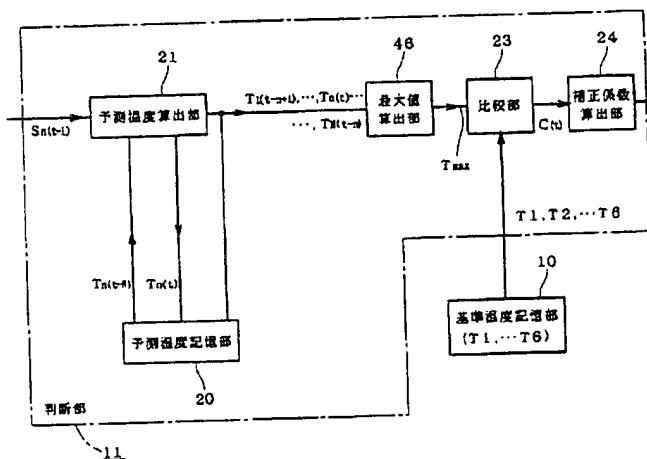 21
46
23
24
予測温度算出部
Sn(t-1)
T1(t-n+1),…,Tn(t)…
…,TN(t-n)
最大値
算出部
比較部
補正係数
算出部
Tmax
C(t)
T1,T2,…T6
Tn(t-N)
Tn(t)
10
予測温度記憶部
基準温度記憶部
(T1,…T6)
20
判断部
11